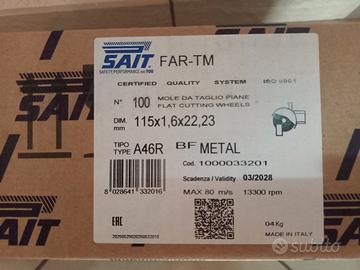 SAIT
SAFETY, PERFORMANCE and YOU
FAR-TM
CERTIFIED QUALITY SYSTEM ISO 9001
N° 100 MOLE DA TAGLIO PIANE
FLAT CUTTING WHEELS
DIM. mm 115x1,6x22,23
TIPO
TYPE A46R BF METAL
Cod. 1000033201
8 028641 332016
Scadenza / Validity 03/2028
MAX 80 m/s 13300 rpm
EAC
04Kg
MADE IN ITALY
subito